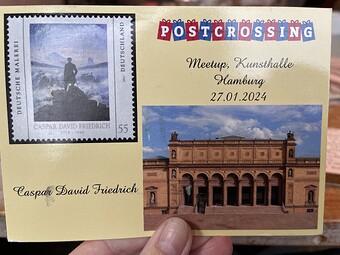 DEUTSCHE MALEREI
DEUTSCHLAND
CASPAR DAVID FRIEDRICH
55
POSTCROSSING
Meetup, Kunsthalle
Hamburg
27.01.2024
Caspar David Friedrich